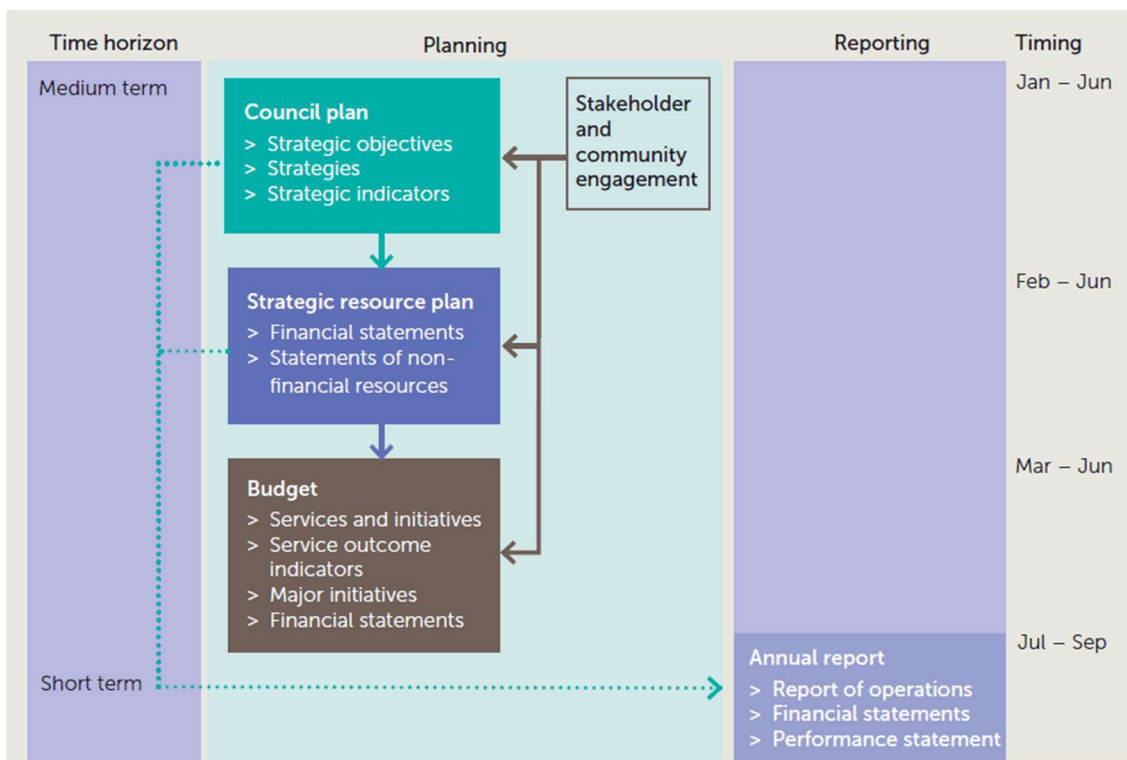 Time horizon
Planning
Reporting
Timing
Medium term
Jan – Jun
Council plan
> Strategic objectives
> Strategies
> Strategic indicators
Stakeholder
and
community
engagement
Feb – Jun
Strategic resource plan
> Financial statements
> Statements of non-
financial resources
Mar – Jun
Budget
> Services and initiatives
> Service outcome
indicators
> Major initiatives
> Financial statements
Jul – Sep
Short term
Annual report
> Report of operations
> Financial statements
> Performance statement